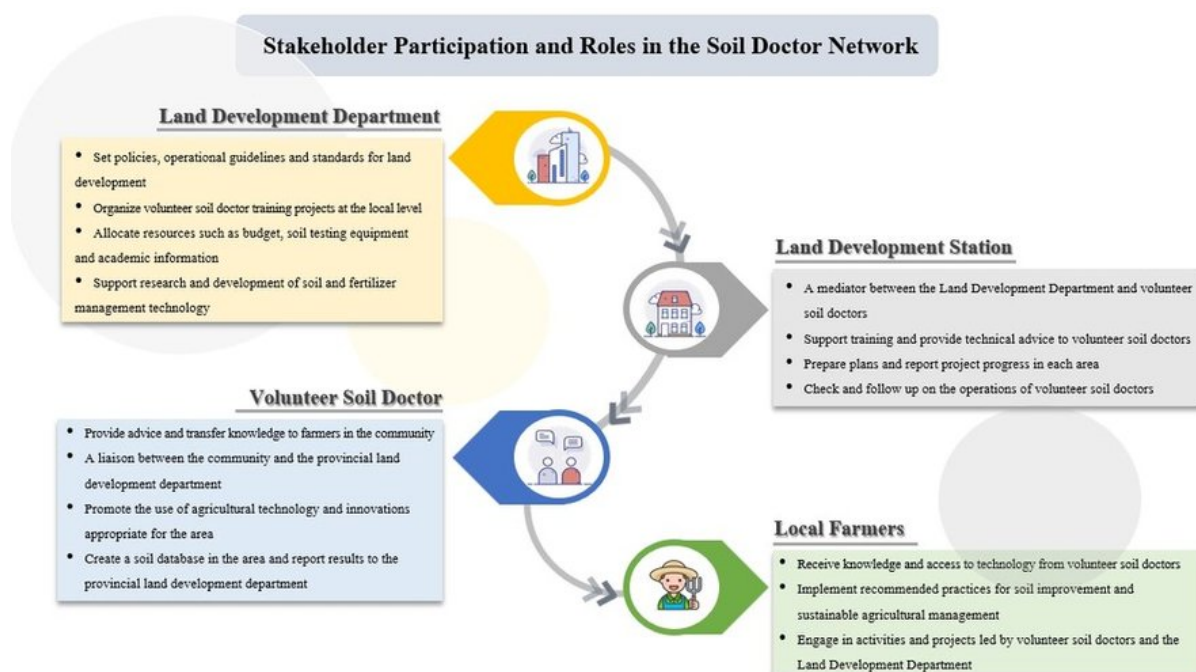 Stakeholder Participation and Roles in the Soil Doctor Network
Land Development Department
• Set policies, operational guidelines and standards for land
development
• Organize volunteer soil doctor training projects at the local level
• Allocate resources such as budget, soil testing equipment
and academic information
• Support research and development of soil and fertilizer
management technology
Land Development Station
• A mediator between the Land Development Department and volunteer
soil doctors
• Support training and provide technical advice to volunteer soil doctors
• Prepare plans and report project progress in each area
• Check and follow up on the operations of volunteer soil doctors
Volunteer Soil Doctor
• Provide advice and transfer knowledge to farmers in the community
• A liaison between the community and the provincial land
development department
• Promote the use of agricultural technology and innovations
appropriate for the area
• Create a soil database in the area and report results to the
provincial land development department
Local Farmers
• Receive knowledge and access to technology from volunteer soil doctors
• Implement recommended practices for soil improvement and
sustainable agricultural management
• Engage in activities and projects led by volunteer soil doctors and the
Land Development Department